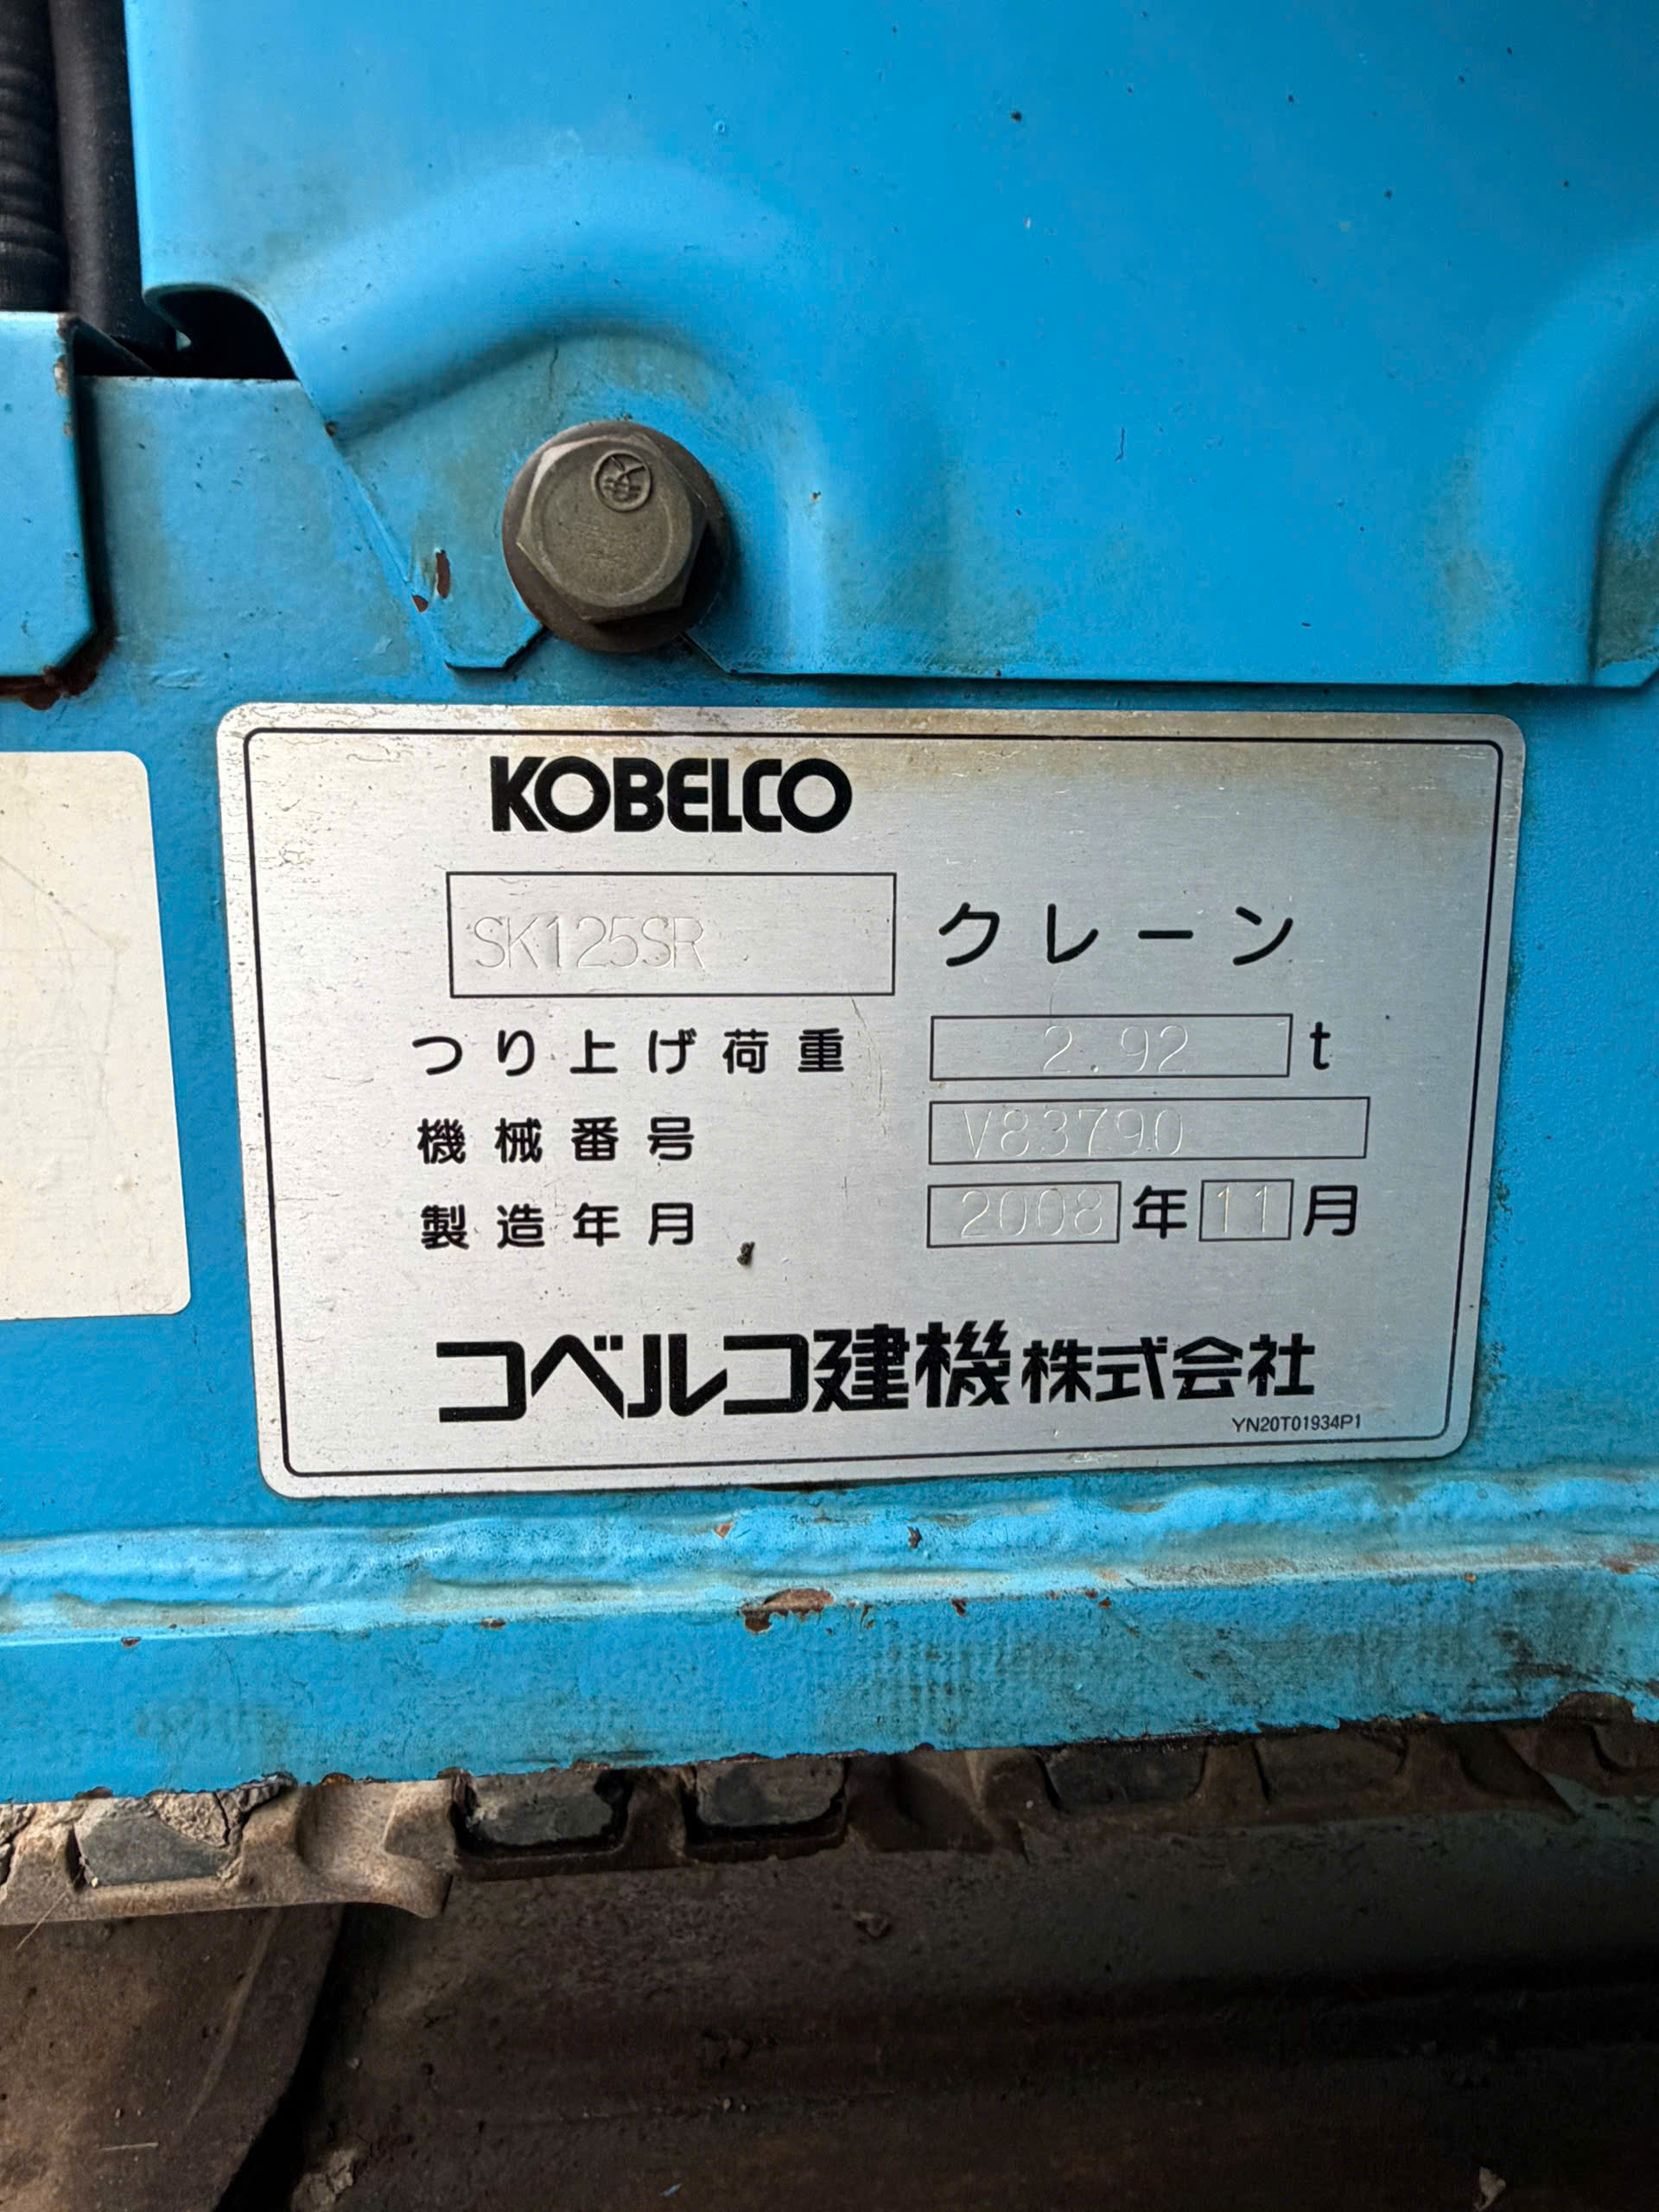 KOBELCO
SK125SR クレーン
つり上げ荷重 2.92 t
機械番号 V83790
製造年月 2008 年 11 月
コベルコ建機株式会社
YN20T01934P1